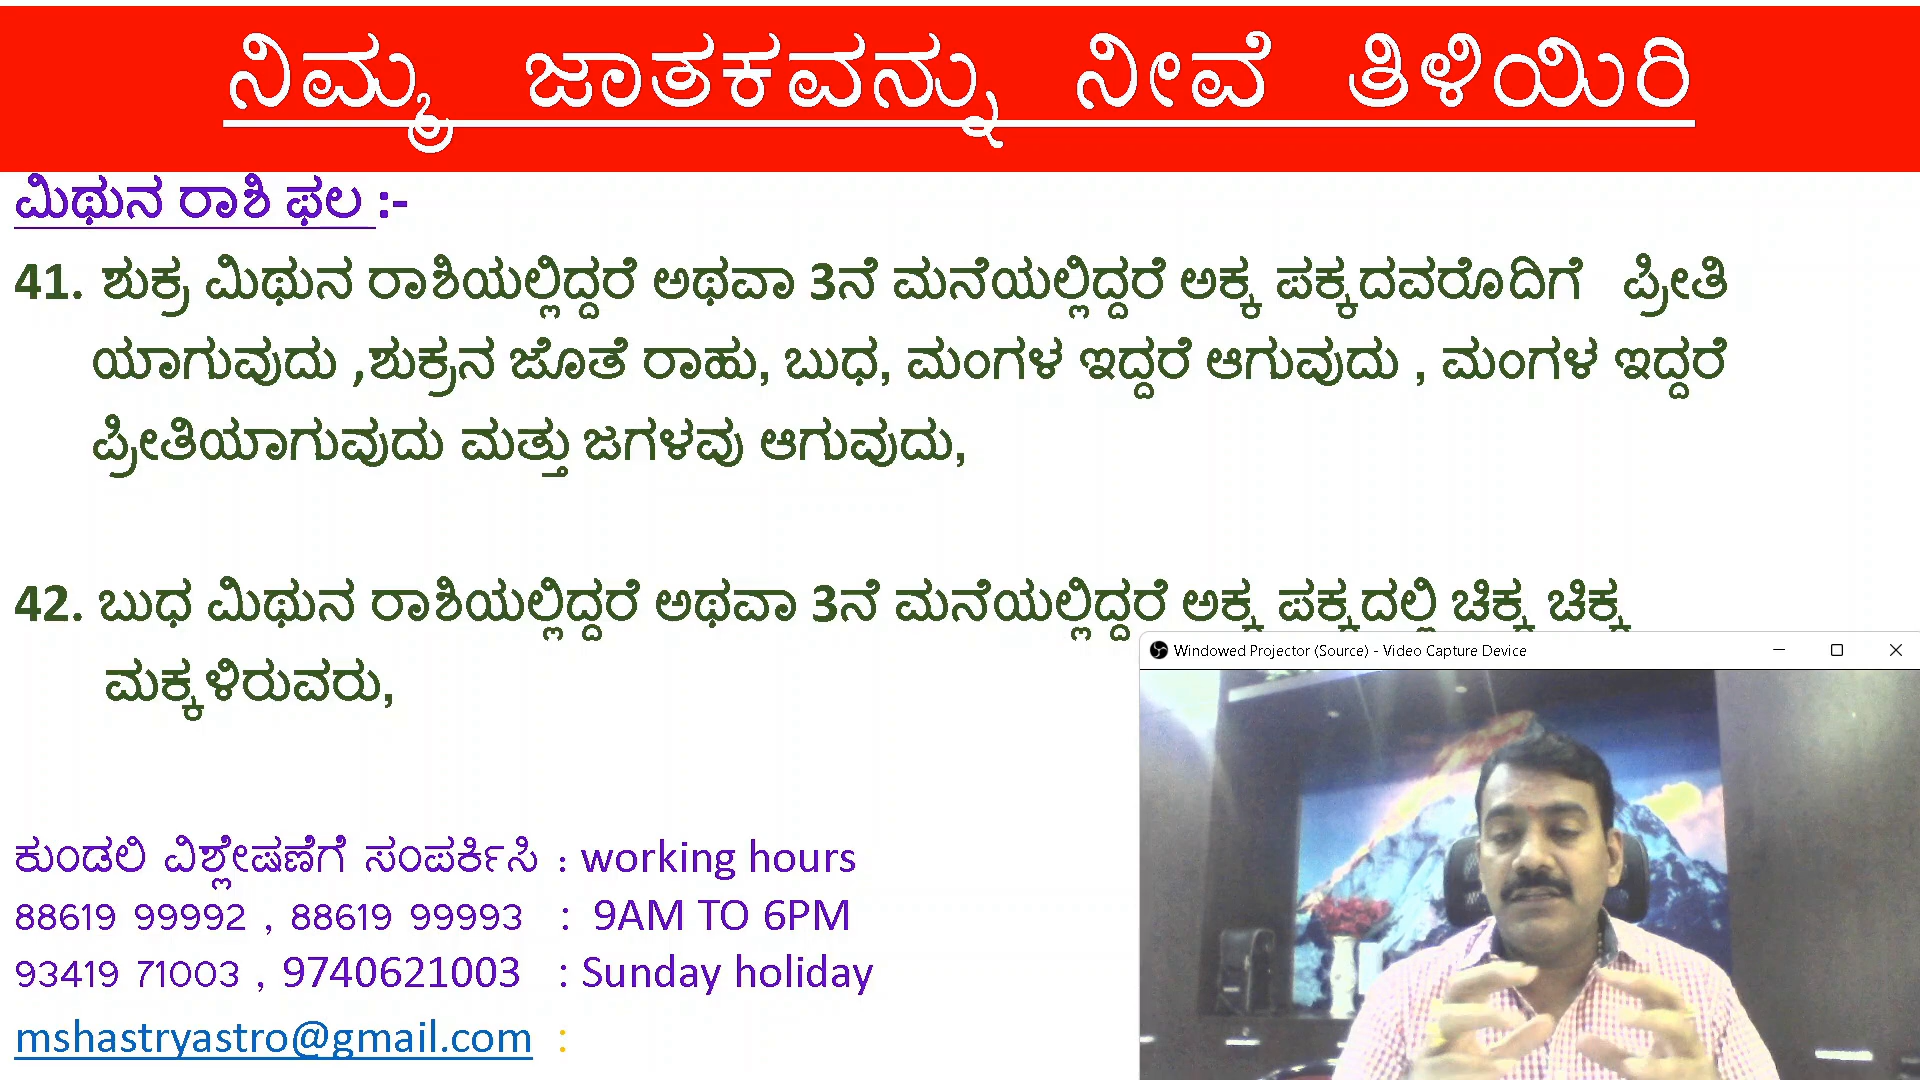 ನಿಮ್ಮ ಜಾತಕವನ್ನು ನೀವೆ ತಿಳಿಯಿರಿ
ಮಿಥುನ ರಾಶಿ ಫಲ :-
41. ಶುಕ್ರ ಮಿಥುನ ರಾಶಿಯಲ್ಲಿದ್ದರೆ ಅಥವಾ 3ನೆ ಮನೆಯಲ್ಲಿದ್ದರೆ ಅಕ್ಕ ಪಕ್ಕದವರೊದಿಗೆ ಪ್ರೀತಿ
ಯಾಗುವುದು ,ಶುಕ್ರನ ಜೊತೆ ರಾಹು, ಬುಧ, ಮಂಗಳ ಇದ್ದರೆ ಆಗುವುದು , ಮಂಗಳ ಇದ್ದರೆ
ಪ್ರೀತಿಯಾಗುವುದು ಮತ್ತು ಜಗಳವು ಆಗುವುದು,
42. ಬುಧ ಮಿಥುನ ರಾಶಿಯಲ್ಲಿದ್ದರೆ ಅಥವಾ 3ನೆ ಮನೆಯಲ್ಲಿದ್ದರೆ ಅಕ್ಕ ಪಕ್ಕದಲ್ಲಿ ಚಿಕ್ಕ ಚಿಕ್ಕ
ಮಕ್ಕಳಿರುವರು,
Windowed Projector (Source) - Video Capture Device
ಕುಂಡಲಿ ವಿಶ್ಲೇಷಣೆಗೆ ಸಂಪರ್ಕಿಸಿ : working hours
88619 99992 , 88619 99993 : 9AM TO 6PM
93419 71003 , 9740621003 : Sunday holiday
mshastryastro@gmail.com :